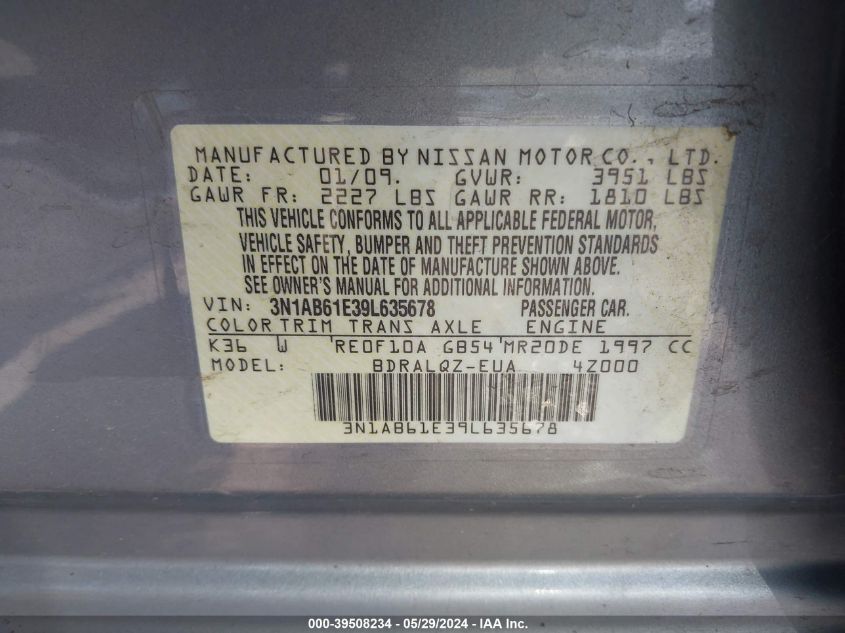 MANUFACTURED BY NISSAN MOTOR CO., LTD.
DATE: 01/09. GVWR: 3951 LBS
GAWR FR: 2227 LBS GAWR RR: 1810 LBS
THIS VEHICLE CONFORMS TO ALL APPLICABLE FEDERAL MOTOR,
VEHICLE SAFETY, BUMPER AND THEFT PREVENTION STANDARDS
IN EFFECT ON THE DATE OF MANUFACTURE SHOWN ABOVE.
SEE OWNER'S MANUAL FOR ADDITIONAL INFORMATION.
VIN: 3N1AB61E39L635678 PASSENGER CAR.
COLOR TRIM TRANS AXLE ENGINE
K36 W RE0F10A GB54 MR20DE 1997 CC
MODEL: BDRALQZ-EUA 4Z000
3N1AB61E39L635678
000-39508234 - 05/29/2024 - IAA Inc.